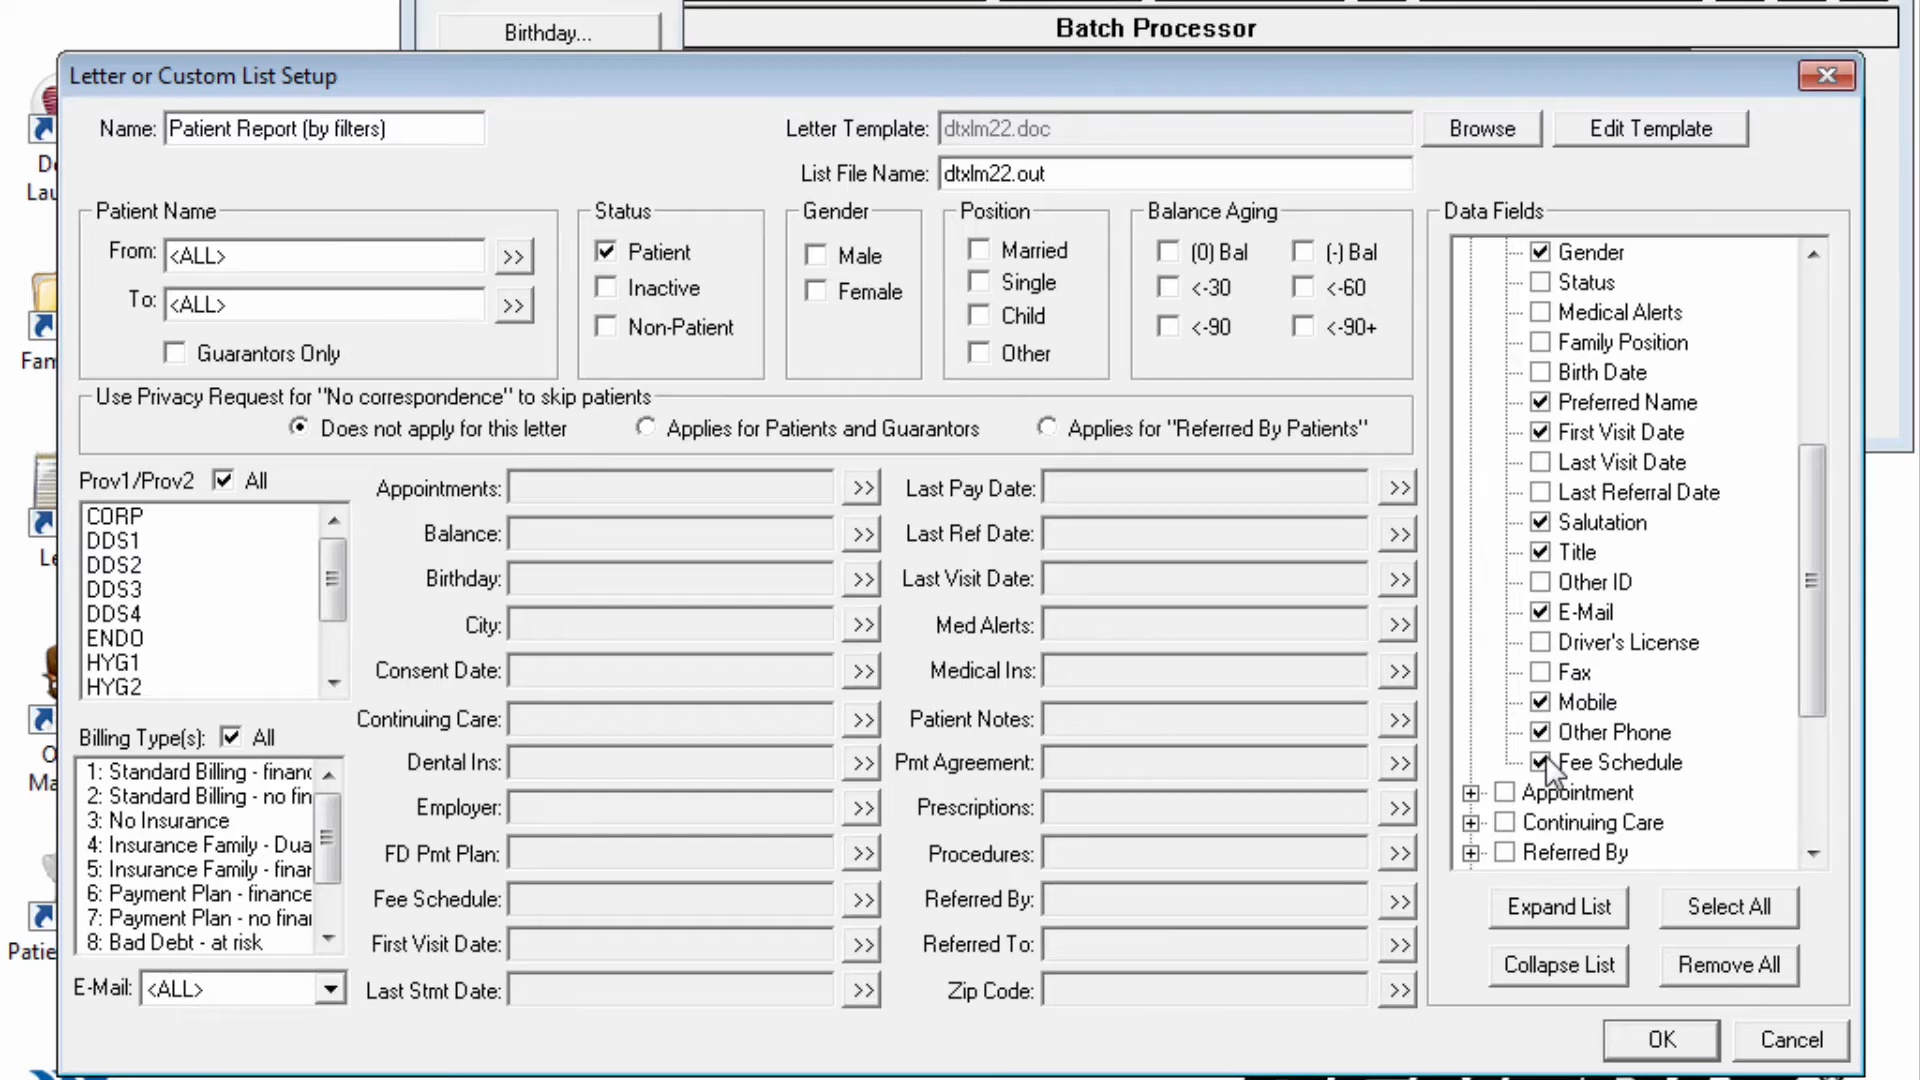 Birthday...
Batch Processor
Letter or Custom List Setup
Name: Patient Report (by filters)
Letter Template: dtxlm22.doc
Browse
Edit Template
List File Name: dtxlm22.out
Patient Name
From: <ALL> >>
To: <ALL> >>
Guarantors Only
Status
Patient
Inactive
Non-Patient
Gender
Male
Female
Position
Married
Single
Child
Other
Balance Aging
(0) Bal (-) Bal
<-30 <-60
<-90 <-90+
Use Privacy Request for "No correspondence" to skip patients
Does not apply for this letter Applies for Patients and Guarantors Applies for "Referred By Patients"
Prov1/Prov2 All
CORP
DDS1
DDS2
DDS3
DDS4
ENDO
HYG1
HYG2
Billing Type(s): All
1: Standard Billing - financ
2: Standard Billing - no fin
3: No Insurance
4: Insurance Family - Dua
5: Insurance Family - finar
6: Payment Plan - finance
7: Payment Plan - no finar
8: Bad Debt - at risk
E-Mail: <ALL>
Appointments: >>
Balance: >>
Birthday: >>
City: >>
Consent Date: >>
Continuing Care: >>
Dental Ins: >>
Employer: >>
FD Pmt Plan: >>
Fee Schedule: >>
First Visit Date: >>
Last Stmt Date: >>
Last Pay Date: >>
Last Ref Date: >>
Last Visit Date: >>
Med Alerts: >>
Medical Ins: >>
Patient Notes: >>
Pmt Agreement: >>
Prescriptions: >>
Procedures: >>
Referred By: >>
Referred To: >>
Zip Code: >>
Data Fields
Gender
Status
Medical Alerts
Family Position
Birth Date
Preferred Name
First Visit Date
Last Visit Date
Last Referral Date
Salutation
Title
Other ID
E-Mail
Driver's License
Fax
Mobile
Other Phone
Fee Schedule
Appointment
Continuing Care
Referred By
Expand List
Select All
Collapse List
Remove All
OK
Cancel
De
Lau
Fam
Le
O
Ma
Patie